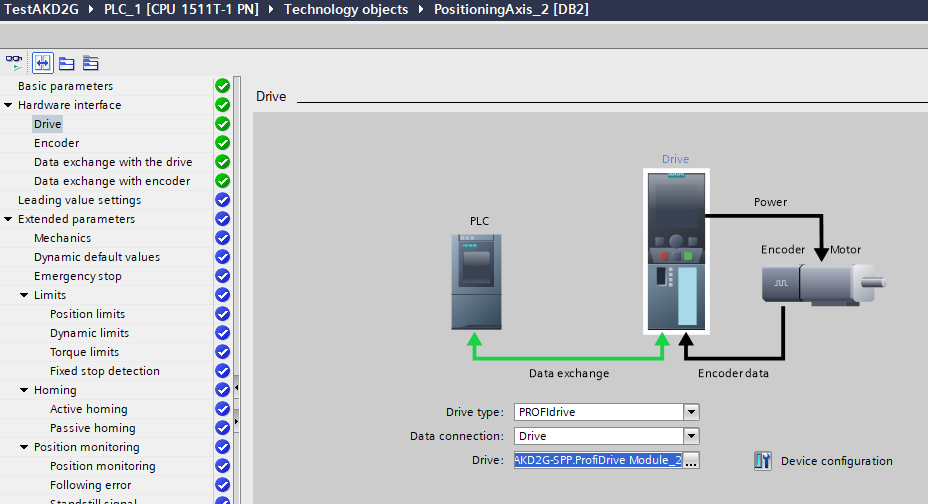 TestAKD2G ▸ PLC_1 [CPU 1511T-1 PN] ▸ Technology objects ▸ PositioningAxis_2 [DB2]
Basic parameters
Hardware interface
Drive
Encoder
Data exchange with the drive
Data exchange with encoder
Leading value settings
Extended parameters
Mechanics
Dynamic default values
Emergency stop
Limits
Position limits
Dynamic limits
Torque limits
Fixed stop detection
Homing
Active homing
Passive homing
Position monitoring
Position monitoring
Following error
Standstill signal
Drive
Drive
PLC
Power
Encoder
Motor
Data exchange
Encoder data
Drive type: PROFIdrive
Data connection: Drive
Drive: AKD2G-SPP.ProfiDrive Module_2 ...
Device configuration